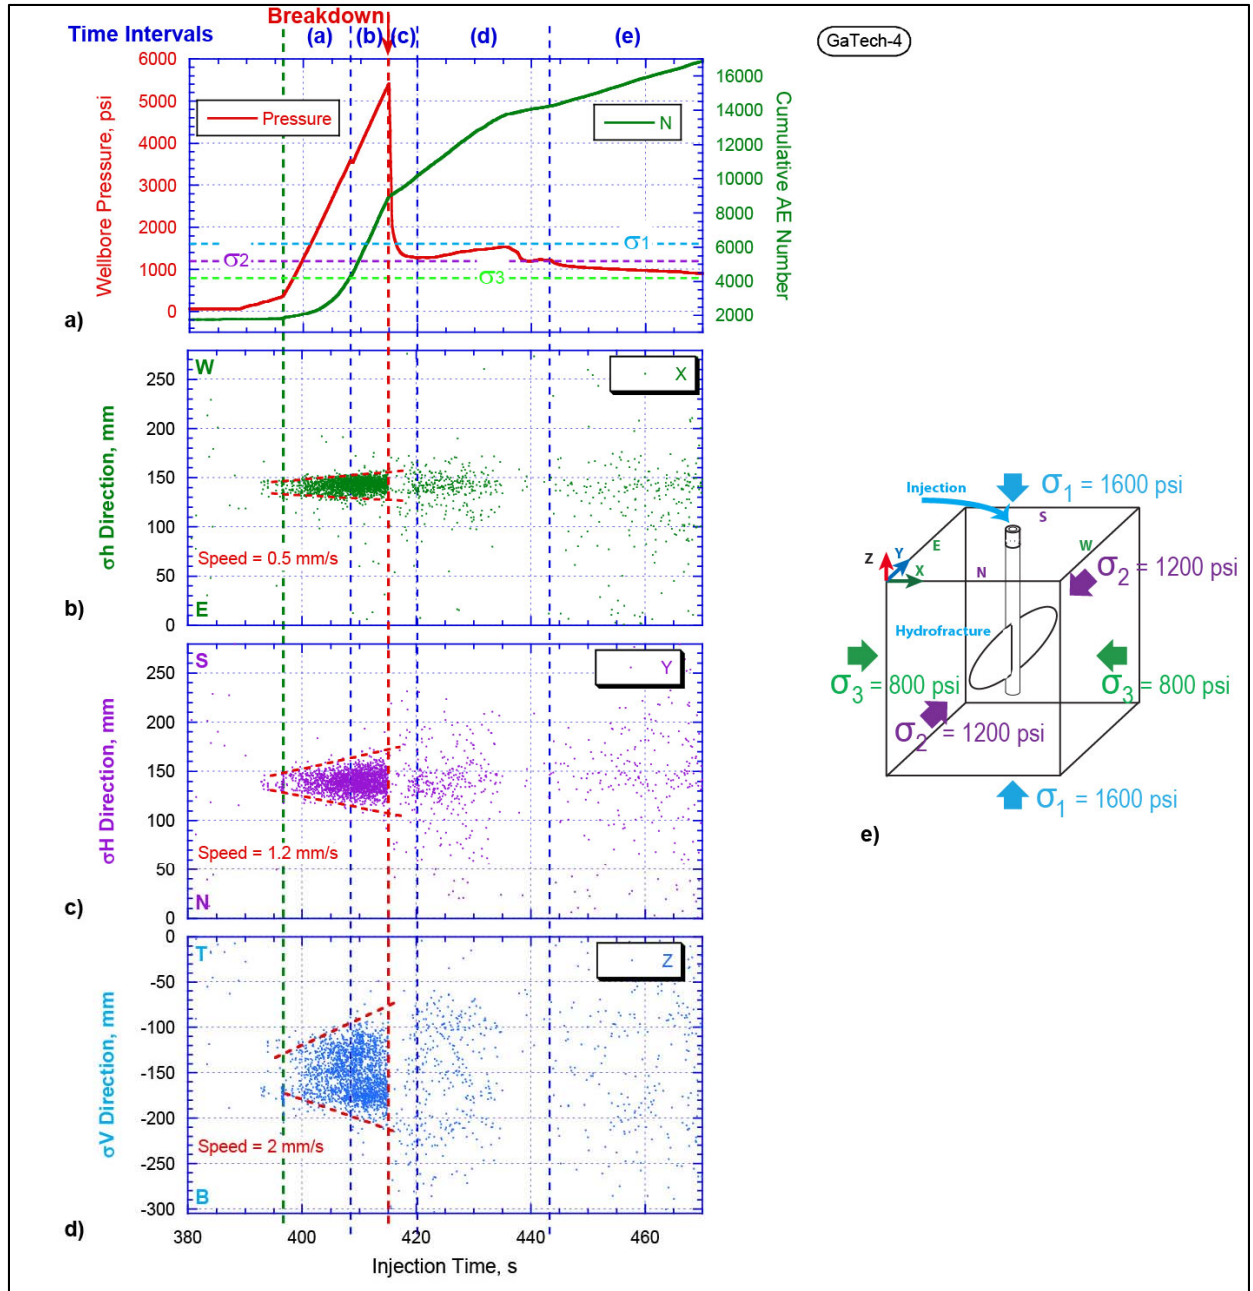 Breakdown
Time Intervals (a) (b) (c) (d) (e)
GaTech-4
6000
5000
4000
3000
2000
1000
0
Wellbore Pressure, psi
Pressure
N
σ1
σ2
σ3
16000
14000
12000
10000
8000
6000
4000
2000
Cumulative AE Number
a)
W
250
200
150
100
50
0
σh Direction, mm
X
Speed = 0.5 mm/s
E
b)
S
250
200
150
100
50
0
σH Direction, mm
Y
Speed = 1.2 mm/s
N
c)
T
0
-50
-100
-150
-200
-250
-300
σV Direction, mm
Z
Speed = 2 mm/s
B
d)
380 400 420 440 460
Injection Time, s
Injection
σ1 = 1600 psi
S
E
W
N
Z
Y
X
σ2 = 1200 psi
Hydrofracture
σ3 = 800 psi
σ3 = 800 psi
σ2 = 1200 psi
σ1 = 1600 psi
e)